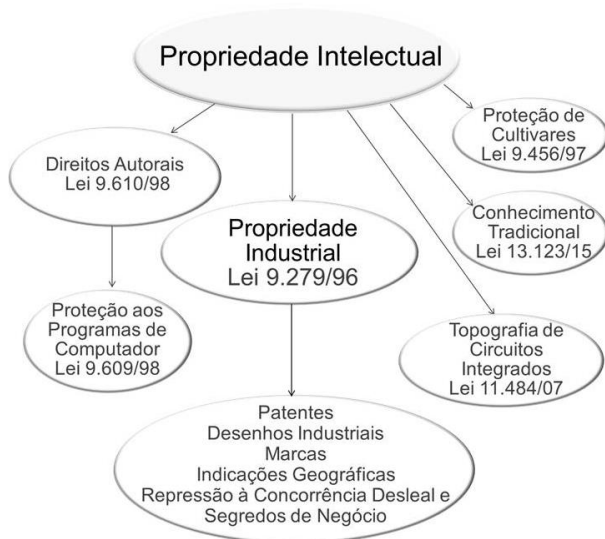 Propriedade Intelectual
Direitos Autorais
Lei 9.610/98
Proteção aos
Programas de
Computador
Lei 9.609/98
Propriedade
Industrial
Lei 9.279/96
Patentes
Desenhos Industriais
Marcas
Indicações Geográficas
Repressão à Concorrência Desleal e
Segredos de Negócio
Proteção de
Cultivares
Lei 9.456/97
Conhecimento
Tradicional
Lei 13.123/15
Topografia de
Circuitos
Integrados
Lei 11.484/07